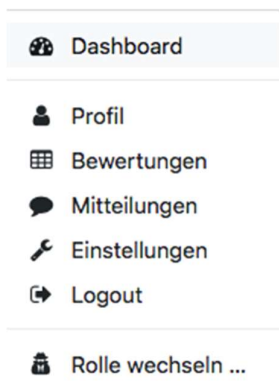 Dashboard
Profil
Bewertungen
Mitteilungen
Einstellungen
Logout
Rolle wechseln ...